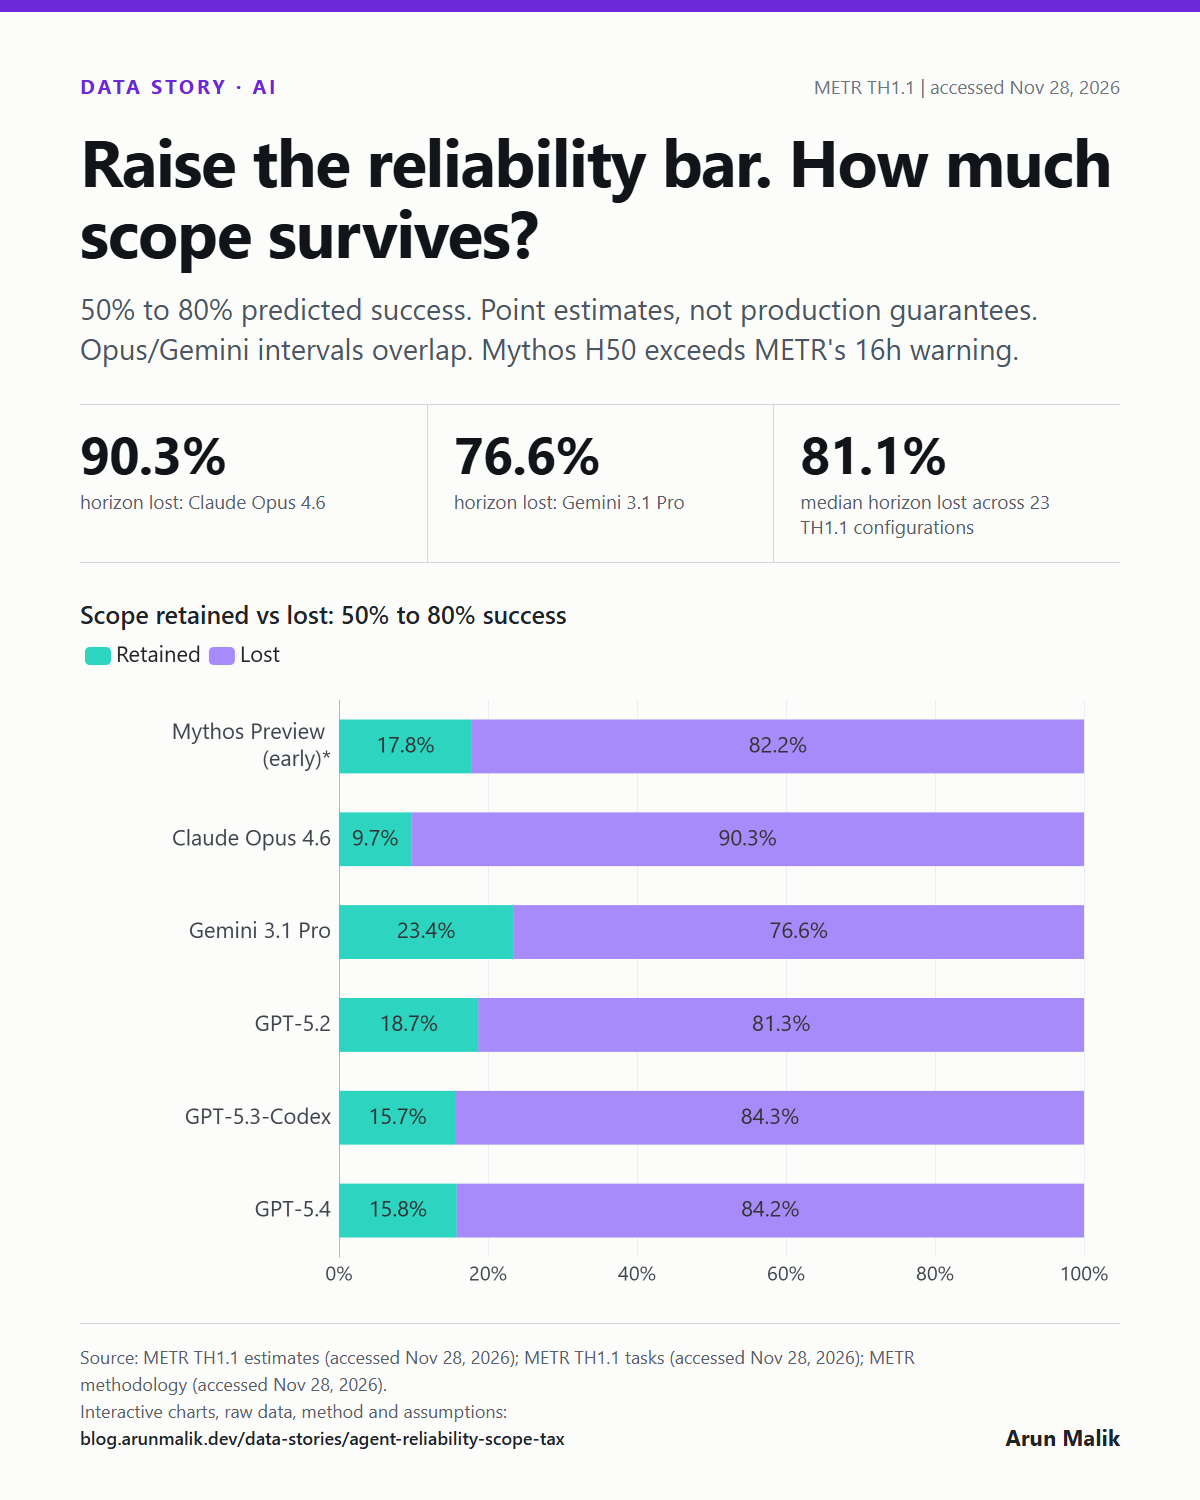 DATA STORY · AI
METR TH1.1 | accessed Nov 28, 2026
Raise the reliability bar. How much
scope survives?
50% to 80% predicted success. Point estimates, not production guarantees.
Opus/Gemini intervals overlap. Mythos H50 exceeds METR's 16h warning.
90.3%
horizon lost: Claude Opus 4.6
76.6%
horizon lost: Gemini 3.1 Pro
81.1%
median horizon lost across 23
TH1.1 configurations
Scope retained vs lost: 50% to 80% success
Retained Lost
Mythos Preview
(early)*
17.8% 82.2%
Claude Opus 4.6 9.7% 90.3%
Gemini 3.1 Pro 23.4% 76.6%
GPT-5.2 18.7% 81.3%
GPT-5.3-Codex 15.7% 84.3%
GPT-5.4 15.8% 84.2%
0% 20% 40% 60% 80% 100%
Source: METR TH1.1 estimates (accessed Nov 28, 2026); METR TH1.1 tasks (accessed Nov 28, 2026); METR
methodology (accessed Nov 28, 2026).
Interactive charts, raw data, method and assumptions:
blog.arunmalik.dev/data-stories/agent-reliability-scope-tax
Arun Malik